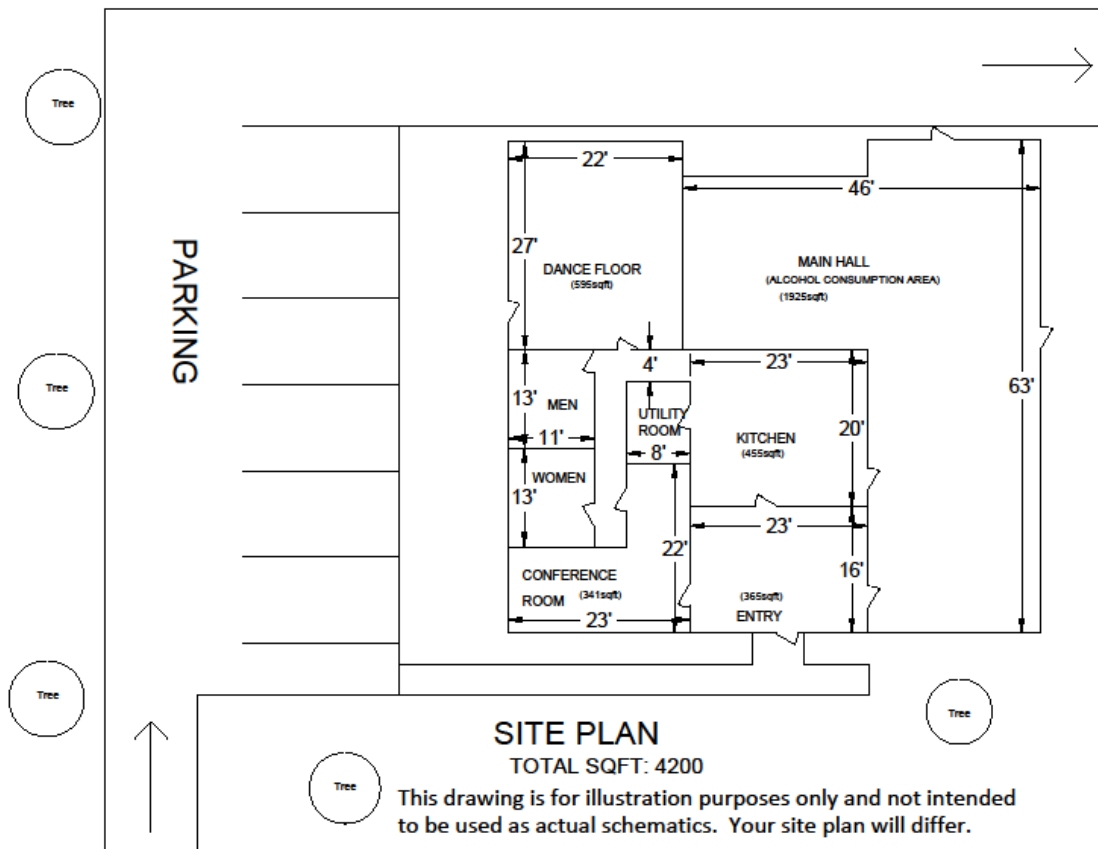 Tree
22'
46'
27'
PARKING
DANCE FLOOR
(595sqft)
MAIN HALL
(ALCOHOL CONSUMPTION AREA)
(1925sqft)
Tree
4'
23'
63'
13'
MEN
11'
UTILITY
ROOM
8'
KITCHEN
(455sqft)
20'
WOMEN
13'
23'
22'
16'
CONFERENCE
ROOM (341sqft)
23'
(365sqft)
ENTRY
Tree
Tree
SITE PLAN
TOTAL SQFT: 4200
Tree
This drawing is for illustration purposes only and not intended
to be used as actual schematics. Your site plan will differ.